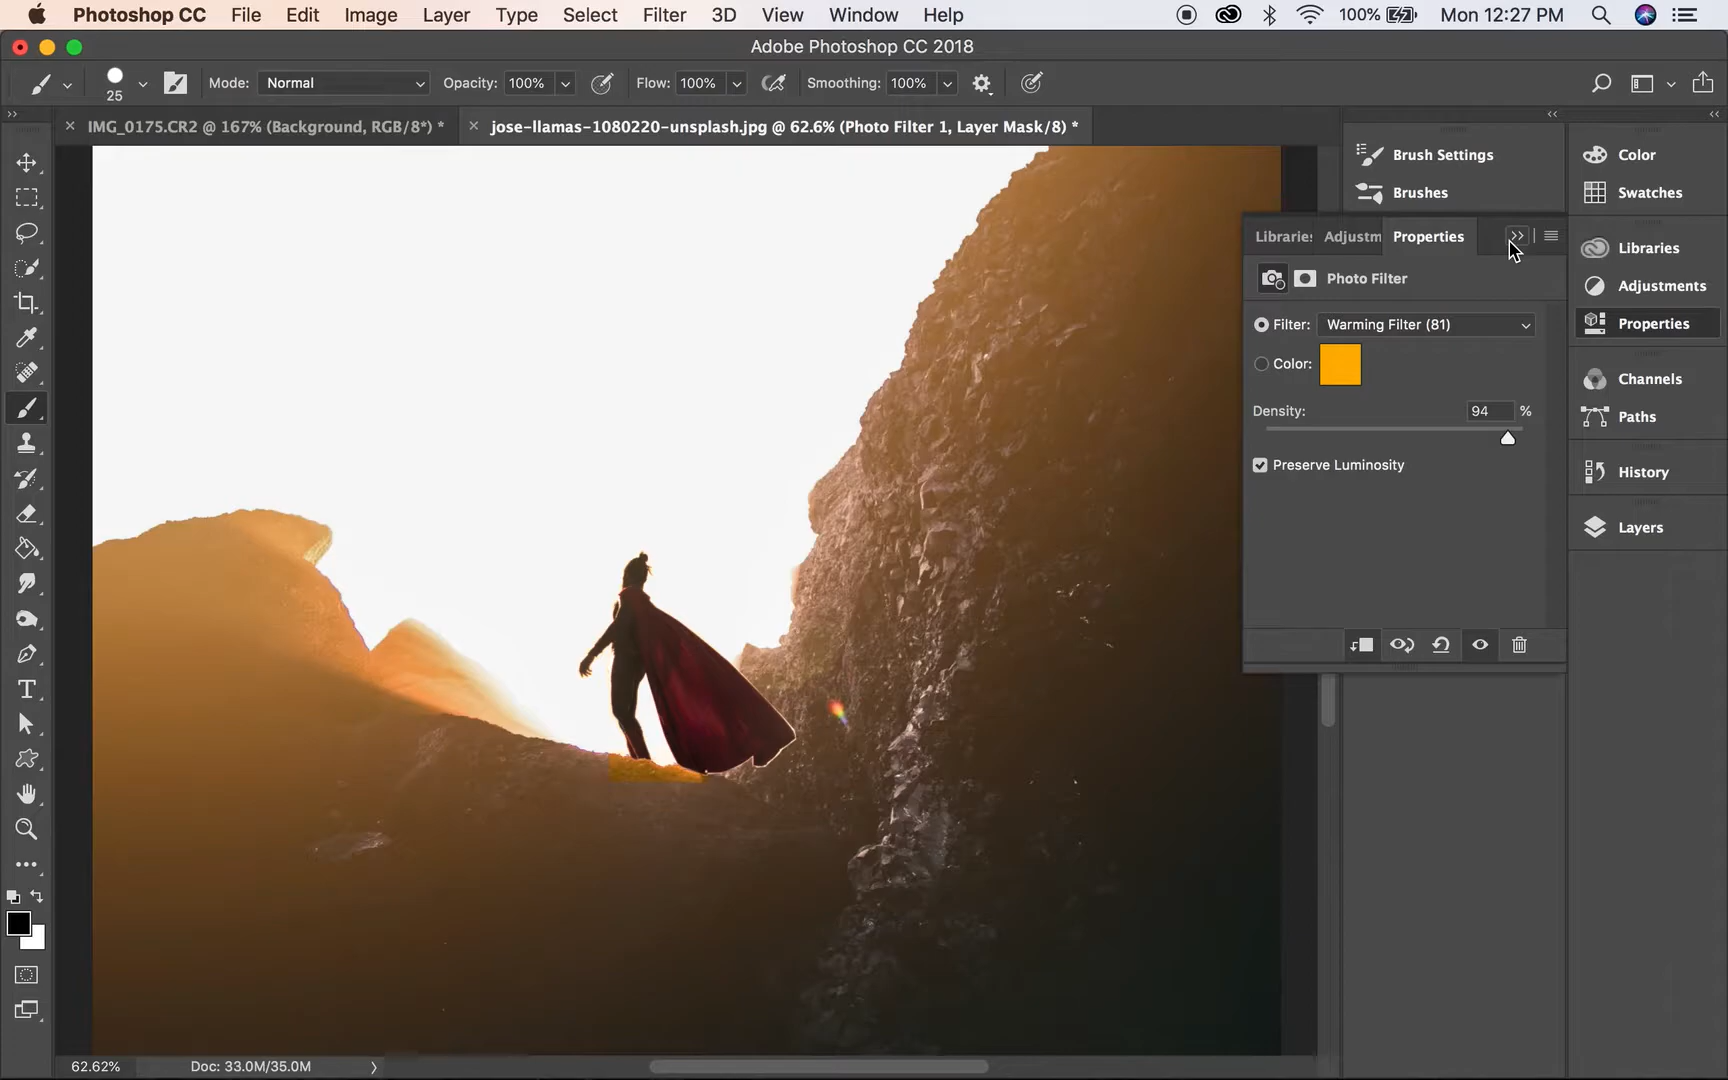 Photoshop CC File Edit Image Layer Type Select Filter 3D View Window Help 100% Mon 12:27 PM
Adobe Photoshop CC 2018
25 Mode: Normal Opacity: 100% Flow: 100% Smoothing: 100%
IMG_0175.CR2 @ 167% (Background, RGB/8*) * jose-llamas-1080220-unsplash.jpg @ 62.6% (Photo Filter 1, Layer Mask/8) *
Brush Settings
Brushes
Color
Swatches
Libraries
Adjustments
Properties
Channels
Paths
History
Layers
Librarie Adjustm Properties
Photo Filter
Filter: Warming Filter (81)
Color:
Density: 94 %
Preserve Luminosity
62.62% Doc: 33.0M/35.0M